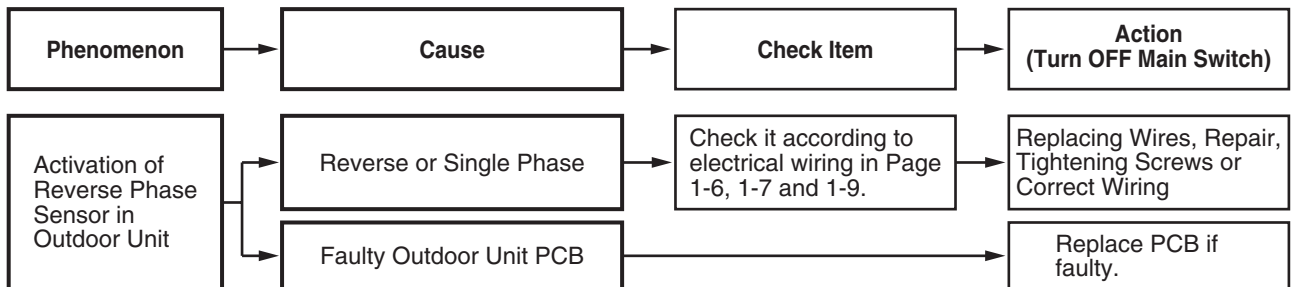 Phenomenon
Cause
Check Item
Action
(Turn OFF Main Switch)
Activation of
Reverse Phase
Sensor in
Outdoor Unit
Reverse or Single Phase
Check it according to
electrical wiring in Page
1-6, 1-7 and 1-9.
Replacing Wires, Repair,
Tightening Screws or
Correct Wiring
Faulty Outdoor Unit PCB
Replace PCB if
faulty.